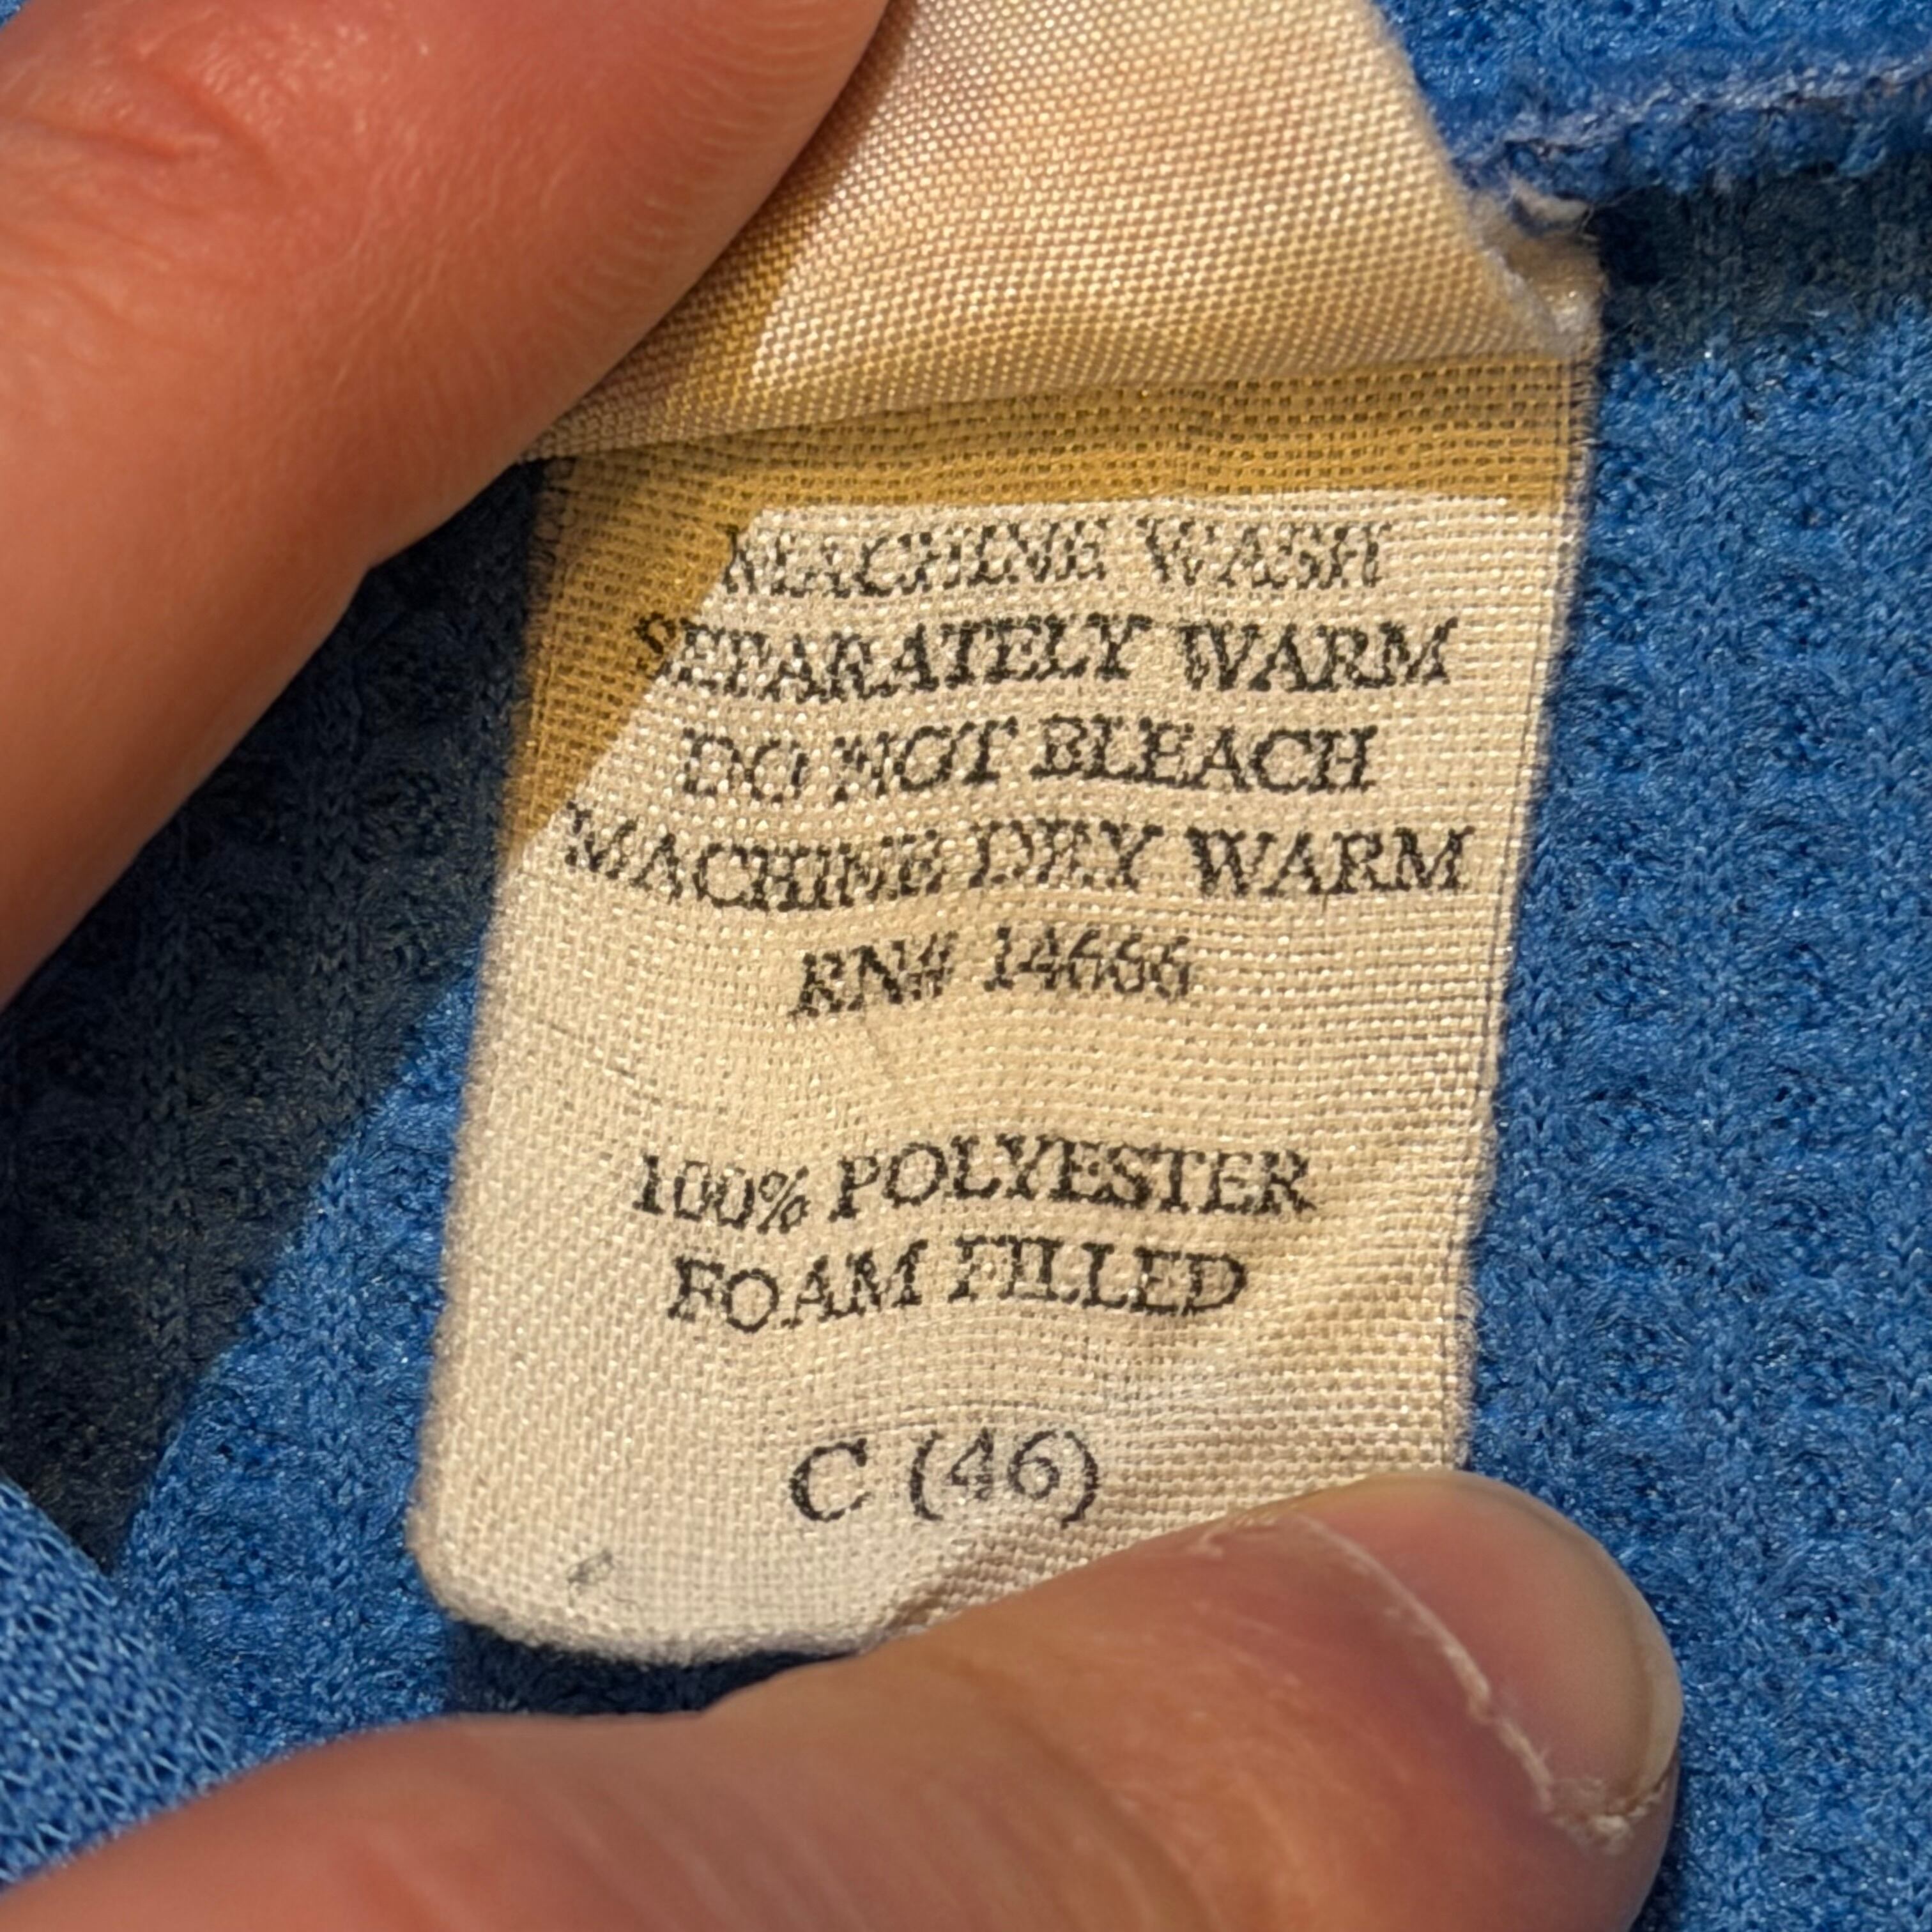 MACHINE WASH
SEPARATELY WARM
DO NOT BLEACH
MACHINE DRY WARM
RN# 14666
100% POLYESTER
FOAM FILLED
C (46)